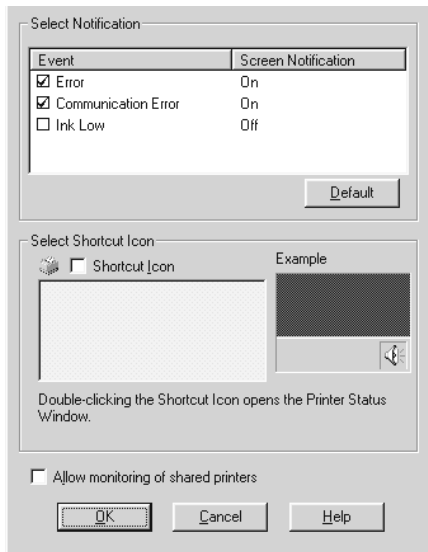 Select Notification
Event Screen Notification
Error On
Communication Error On
Ink Low Off
Default
Select Shortcut Icon
Shortcut Icon
Example
Double-clicking the Shortcut Icon opens the Printer Status
Window.
Allow monitoring of shared printers
OK Cancel Help